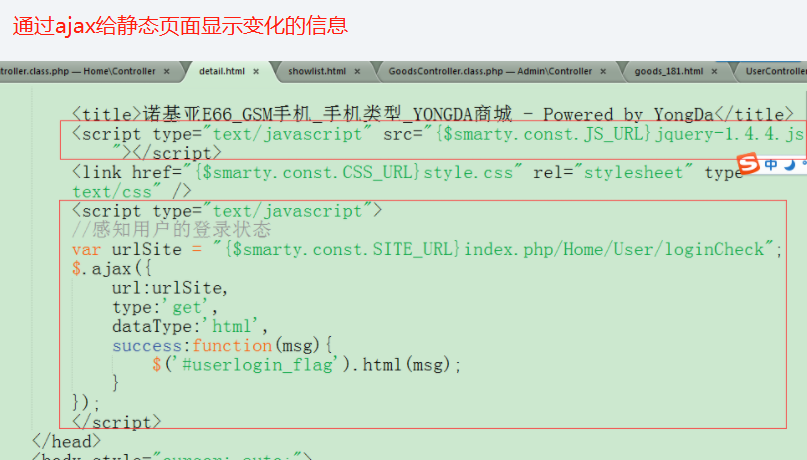 通过ajax给静态页面显示变化的信息
troller.class.php — Home\Controller × detail.html × showlist.html × GoodsController.class.php — Admin\Controller × goods_181.html × UserController
<title>诺基亚E66_GSM手机_手机类型_YONGDA商城 - Powered by YongDa</title>
<script type="text/javascript" src="{$smarty.const.JS_URL}jquery-1.4.4.js
"></script>
<link href="{$smarty.const.CSS_URL}style.css" rel="stylesheet" type
text/css" />
<script type="text/javascript">
//感知用户的登录状态
var urlSite = "{$smarty.const.SITE_URL}index.php/Home/User/loginCheck";
$.ajax({
url:urlSite,
type:'get',
dataType:'html',
success:function(msg){
$('#userlogin_flag').html(msg);
}
});
</script>
</head>
<body style="cursor: auto;">
S 中